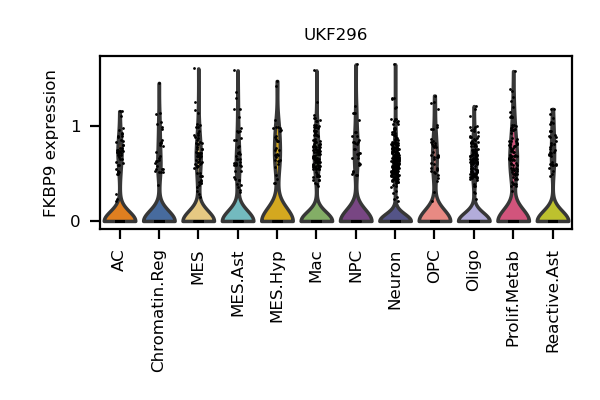 UKF296
FKBP9 expression
1
0
AC
Chromatin.Reg
MES
MES.Ast
MES.Hyp
Mac
NPC
Neuron
OPC
Oligo
Prolif.Metab
Reactive.Ast